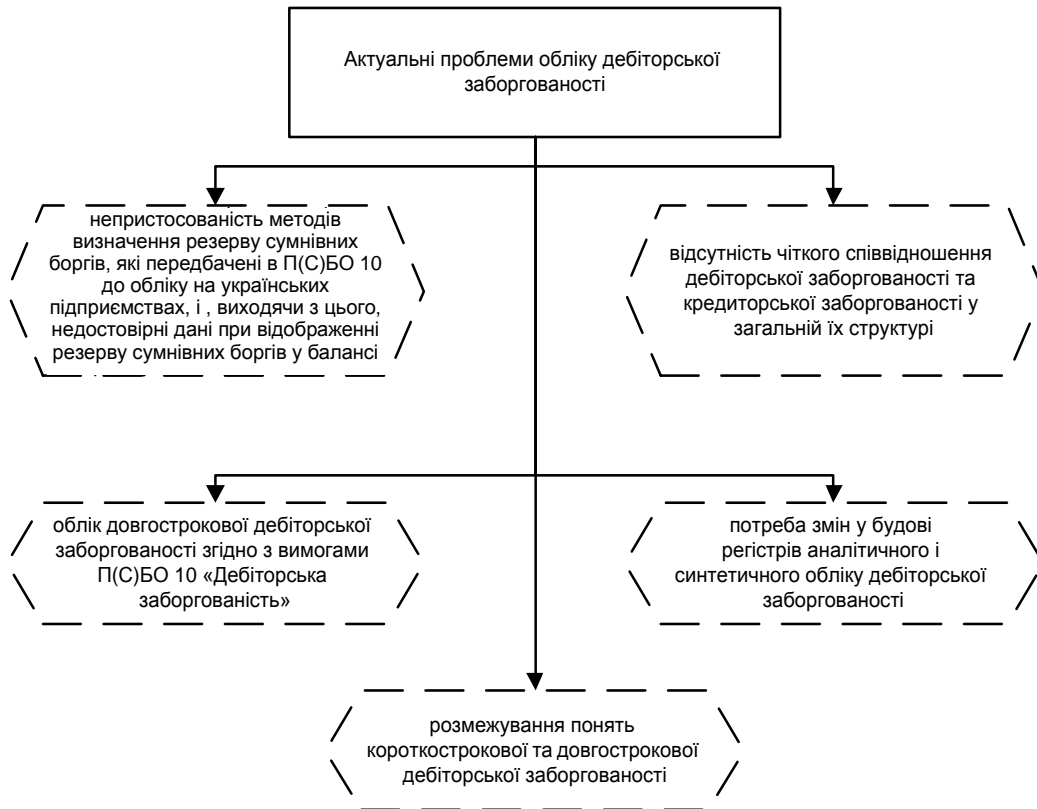 Актуальні проблеми обліку дебіторської
заборгованості
непристосованість методів
визначення резерву сумнівних
боргів, які передбачені в П(С)БО 10
до обліку на українських
підприємствах, і , виходячи з цього,
недостовірні дані при відображенні
резерву сумнівних боргів у балансі
відсутність чіткого співвідношення
дебіторської заборгованості та
кредиторської заборгованості у
загальній їх структурі
облік довгострокової дебіторської
заборгованості згідно з вимогами
П(С)БО 10 «Дебіторська
заборгованість»
потреба змін у будові
регістрів аналітичного і
синтетичного обліку дебіторської
заборгованості
розмежування понять
короткострокової та довгострокової
дебіторської заборгованості